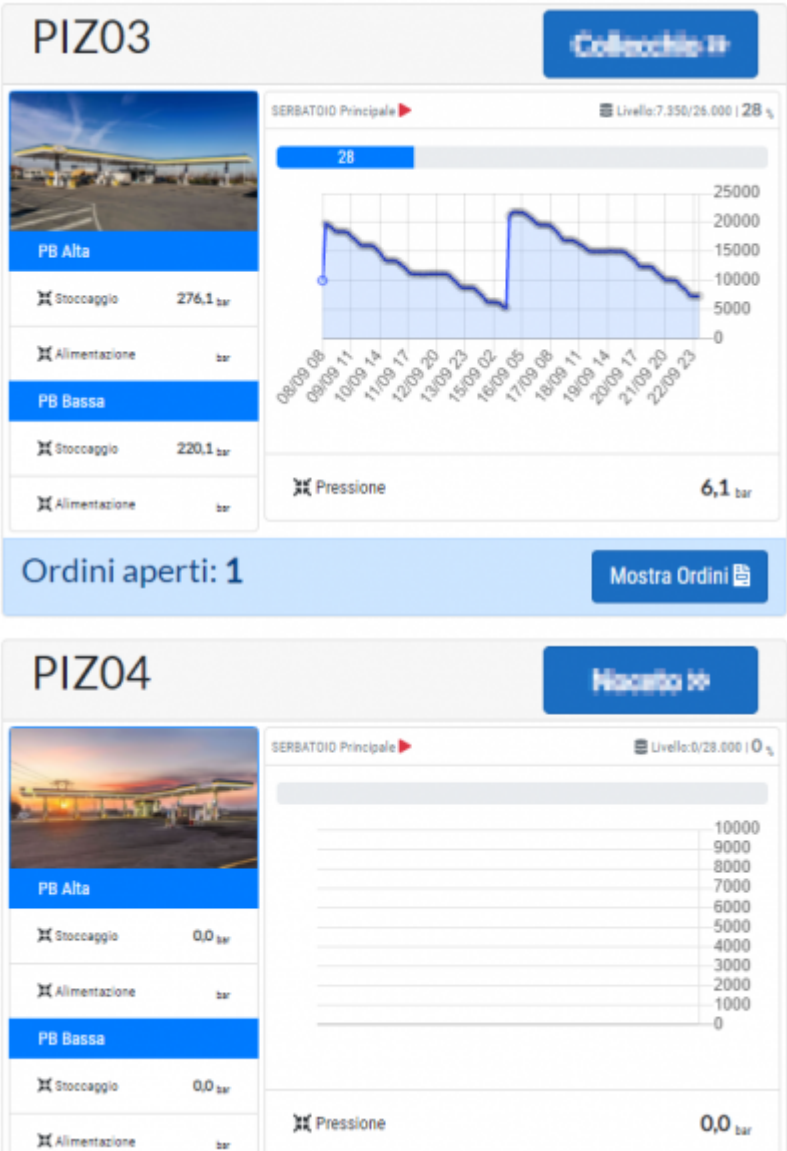 PIZ03
SERBATOIO Principale
Livello:7.350/26.000 | 28 %
28
25000
20000
15000
10000
5000
0
08/09 08
09/09 11
10/09 14
11/09 17
12/09 20
13/09 23
15/09 02
16/09 05
17/09 08
18/09 11
19/09 14
20/09 17
21/09 20
22/09 23
PB Alta
Stoccaggio 276,1 bar
Alimentazione bar
PB Bassa
Stoccaggio 220,1 bar
Alimentazione bar
Pressione 6,1 bar
Ordini aperti: 1
Mostra Ordini
PIZ04
SERBATOIO Principale
Livello:0/28.000 | 0 %
10000
9000
8000
7000
6000
5000
4000
3000
2000
1000
0
PB Alta
Stoccaggio 0,0 bar
Alimentazione bar
PB Bassa
Stoccaggio 0,0 bar
Alimentazione bar
Pressione 0,0 bar